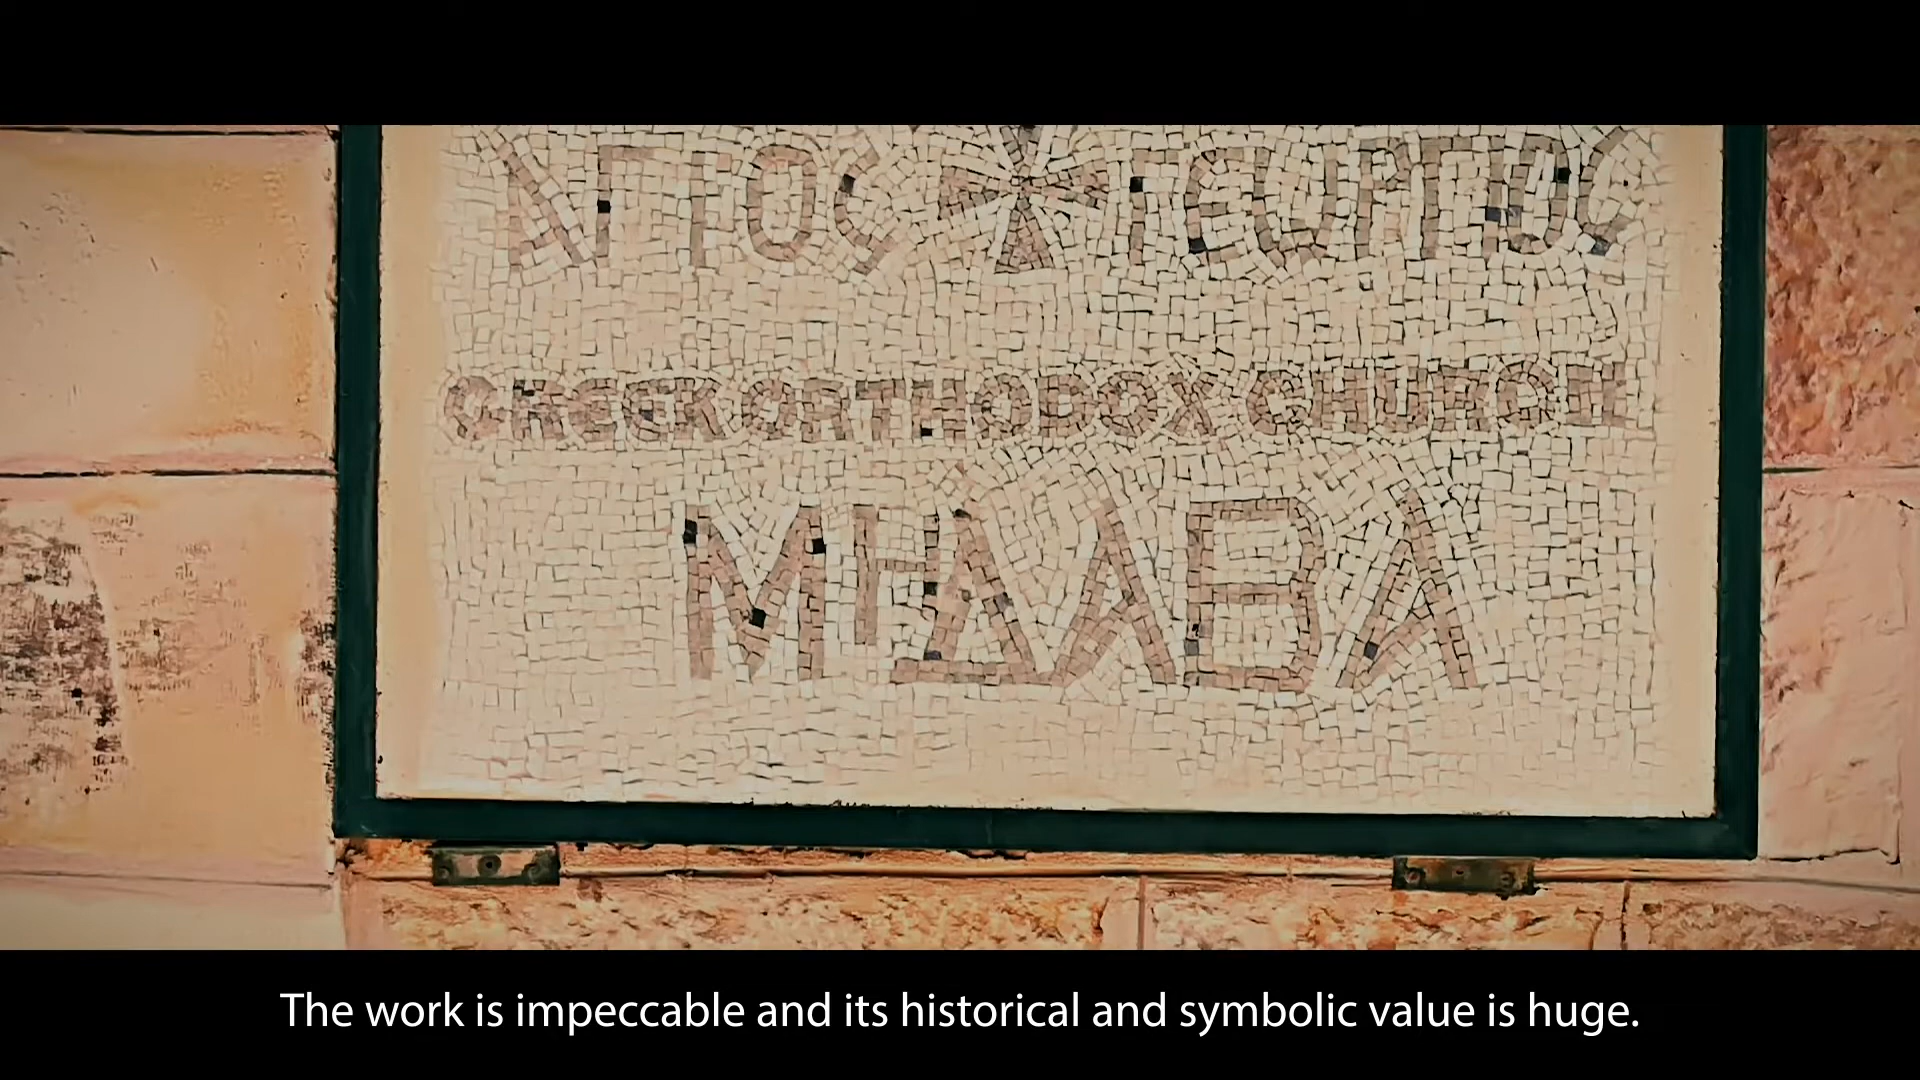 ΑΓΙΟς ΓΕωΡΓΙΟς
GREEK ORTHODOX CHURCH
ΜΗΔΑΒΑ
The work is impeccable and its historical and symbolic value is huge.